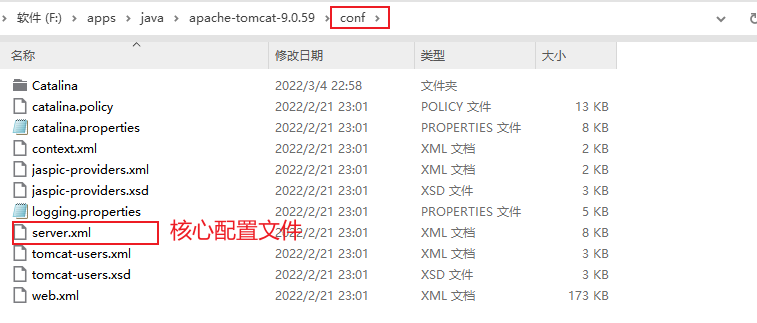 软件 (F:) › apps › java › apache-tomcat-9.0.59 › conf ›
名称 修改日期 类型 大小
Catalina 2022/3/4 22:58 文件夹
catalina.policy 2022/2/21 23:01 POLICY 文件 13 KB
catalina.properties 2022/2/21 23:01 PROPERTIES 文件 8 KB
context.xml 2022/2/21 23:01 XML 文档 2 KB
jaspic-providers.xml 2022/2/21 23:01 XML 文档 2 KB
jaspic-providers.xsd 2022/2/21 23:01 XSD 文件 3 KB
logging.properties 2022/2/21 23:01 PROPERTIES 文件 5 KB
server.xml 核心配置文件 2022/2/21 23:01 XML 文档 8 KB
tomcat-users.xml 2022/2/21 23:01 XML 文档 3 KB
tomcat-users.xsd 2022/2/21 23:01 XSD 文件 3 KB
web.xml 2022/2/21 23:01 XML 文档 173 KB